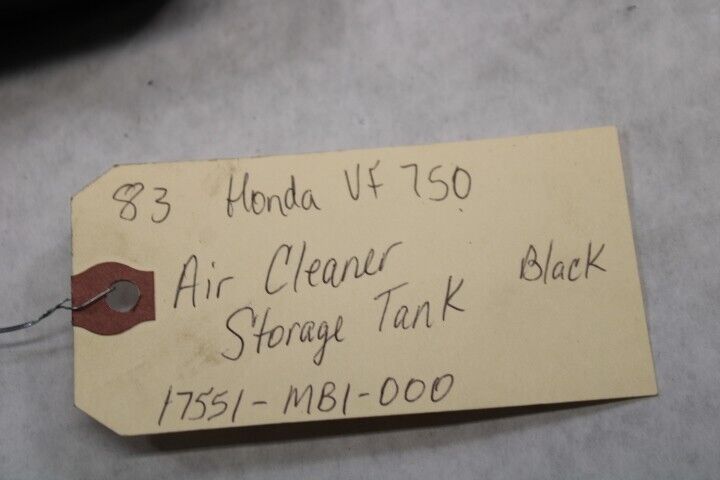 83 Honda VF 750
Air Cleaner Black
Storage Tank
17551-MB1-000